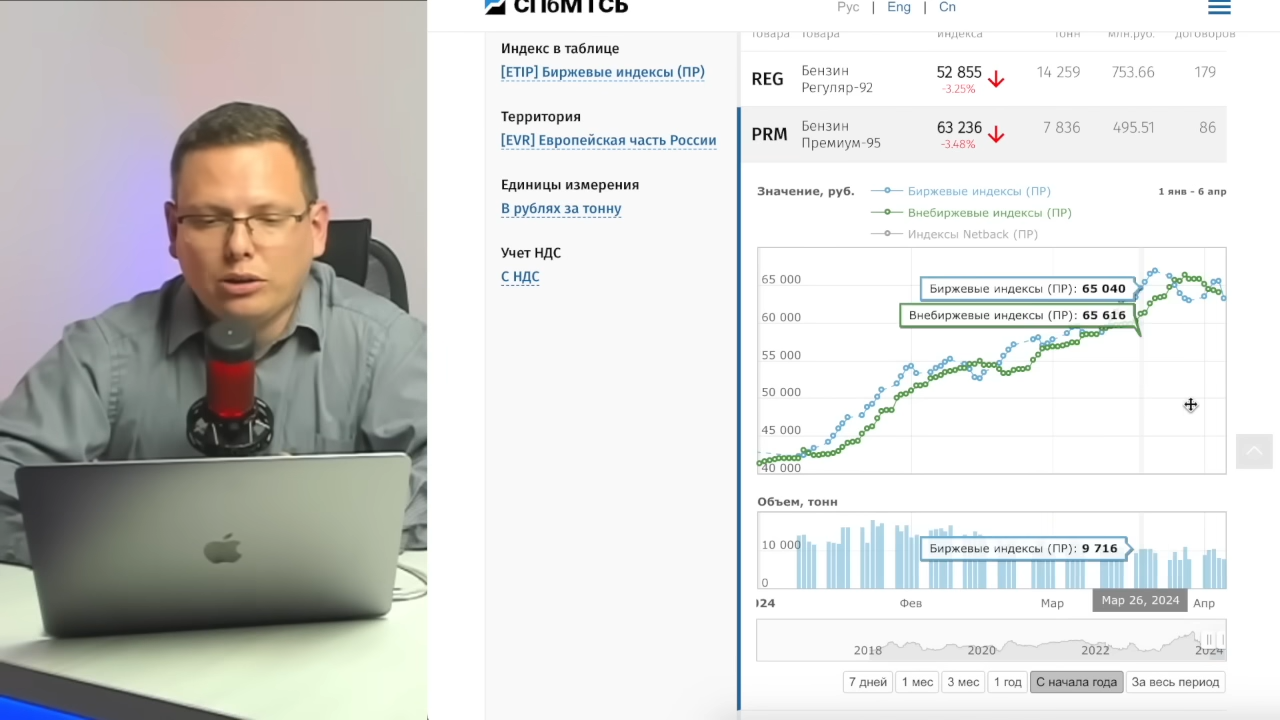 СПбМТСБ
Рус | Eng | Cn
Индекс в таблице
[ETIP] Биржевые индексы (ПР)
Территория
[EVR] Европейская часть России
Единицы измерения
В рублях за тонну
Учет НДС
С НДС
товара товара индекса тонн млн.руб. договоров
REG Бензин Регуляр-92 52 855 -3.25% 14 259 753.66 179
PRM Бензин Премиум-95 63 236 -3.48% 7 836 495.51 86
Значение, руб.
Биржевые индексы (ПР)
Внебиржевые индексы (ПР)
Индексы Netback (ПР)
1 янв - 6 апр
65 000
60 000
55 000
50 000
45 000
40 000
Биржевые индексы (ПР): 65 040
Внебиржевые индексы (ПР): 65 616
Объем, тонн
10 000
0
Биржевые индексы (ПР): 9 716
024 Фев Мар Мар 26, 2024 Апр
2018 2020 2022 2024
7 дней 1 мес 3 мес 1 год С начала года За весь период